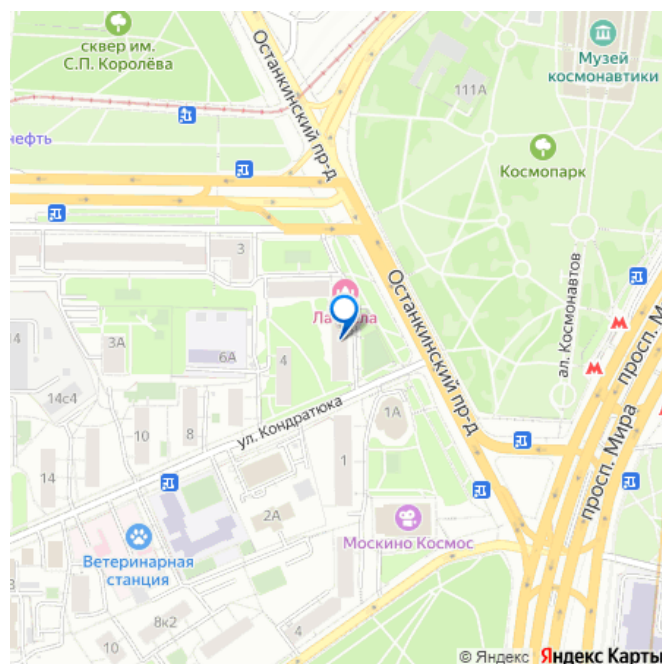 сквер им.
С.П. Королёва
Останкинский пр-д
Музей
космонавтики
111А
нефть
Космопарк
3
Останкинский пр-д
ал. Космонавтов
просп. М
просп. Мира
14
3А
6А
4
14с4
ул. Кондратюка
1А
10
8
14
1
2А
Москино Космос
Ветеринарная
станция
3
8к2
10
4
© Яндекс Яндекс Карты